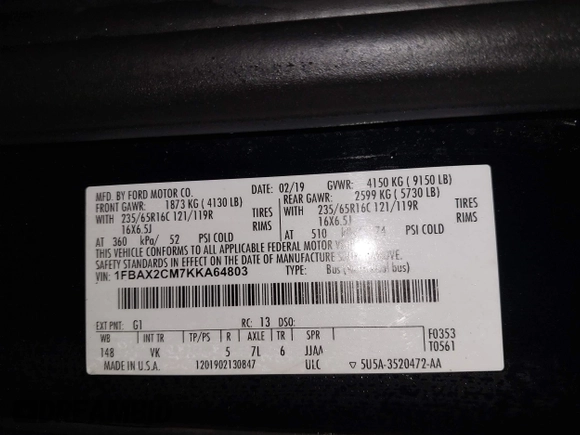 MFD. BY FORD MOTOR CO. DATE: 02/19 GVWR: 4150 KG ( 9150 LB)
FRONT GAWR: 1873 KG ( 4130 LB) REAR GAWR: 2599 KG ( 5730 LB)
WITH 235/65R16C 121/119R TIRES WITH 235/65R16C 121/119R TIRES
16X6.5J RIMS 16X6.5J RIMS
AT 360 kPa/ 52 PSI COLD AT 510 74 PSI COLD
THIS VEHICLE CONFORMS TO ALL APPLICABLE FEDERAL MOTOR
SAFETY STANDARDS IN EFFECT ON THE DATE OF MANUFACTURE SHOWN ABOVE.
VIN: 1FBAX2CM7KKA64803 TYPE: Bus bus)
EXT PNT: G1 RC: 13 DSO:
WB INT TR TP/PS R AXLE TR SPR F0353
148 VK 5 7L 6 JJAA T0561
MADE IN U.S.A. 1201902130847 ULC ▽ 5U5A-3520472-AA